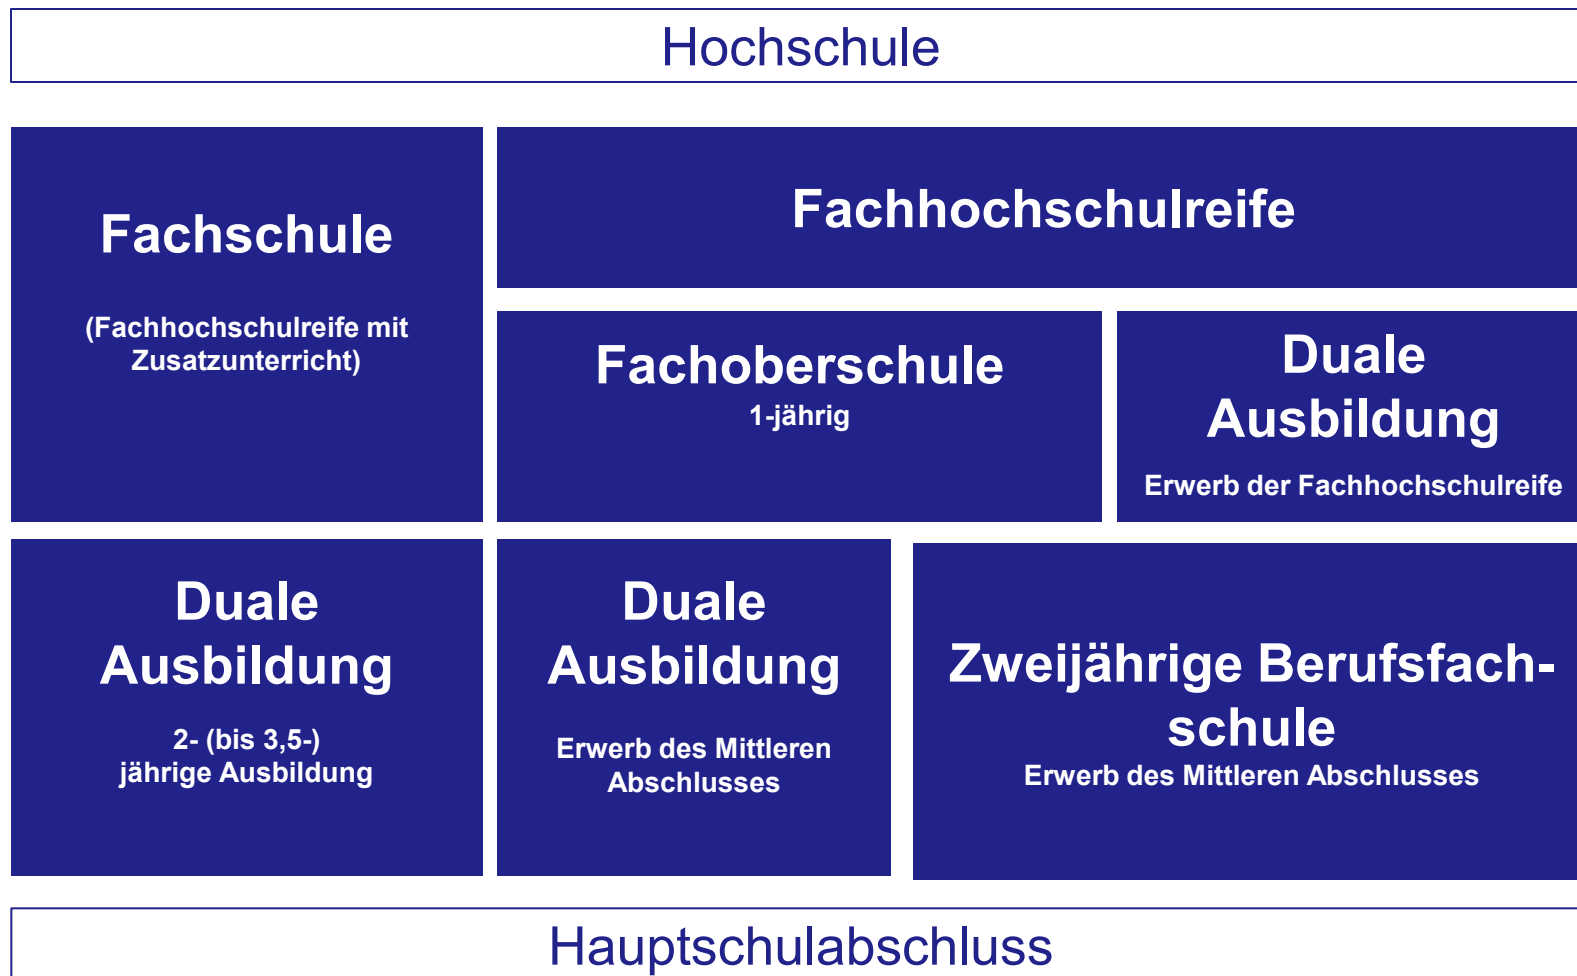 Hochschule
Fachschule
(Fachhochschulreife mit
Zusatzunterricht)
Fachhochschulreife
Fachoberschule
1-jährig
Duale
Ausbildung
Erwerb der Fachhochschulreife
Duale
Ausbildung
2- (bis 3,5-)
jährige Ausbildung
Duale
Ausbildung
Erwerb des Mittleren
Abschlusses
Zweijährige Berufsfach-
schule
Erwerb des Mittleren Abschlusses
Hauptschulabschluss